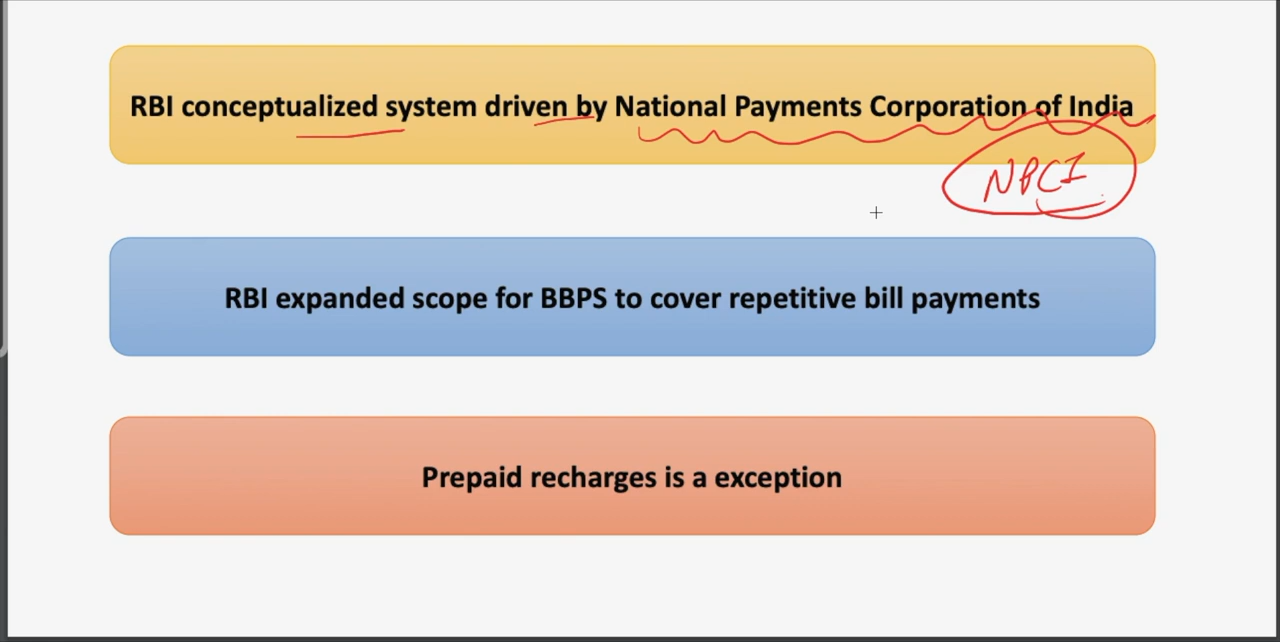 RBI conceptualized system driven by National Payments Corporation of India
NPCI
RBI expanded scope for BBPS to cover repetitive bill payments
Prepaid recharges is a exception